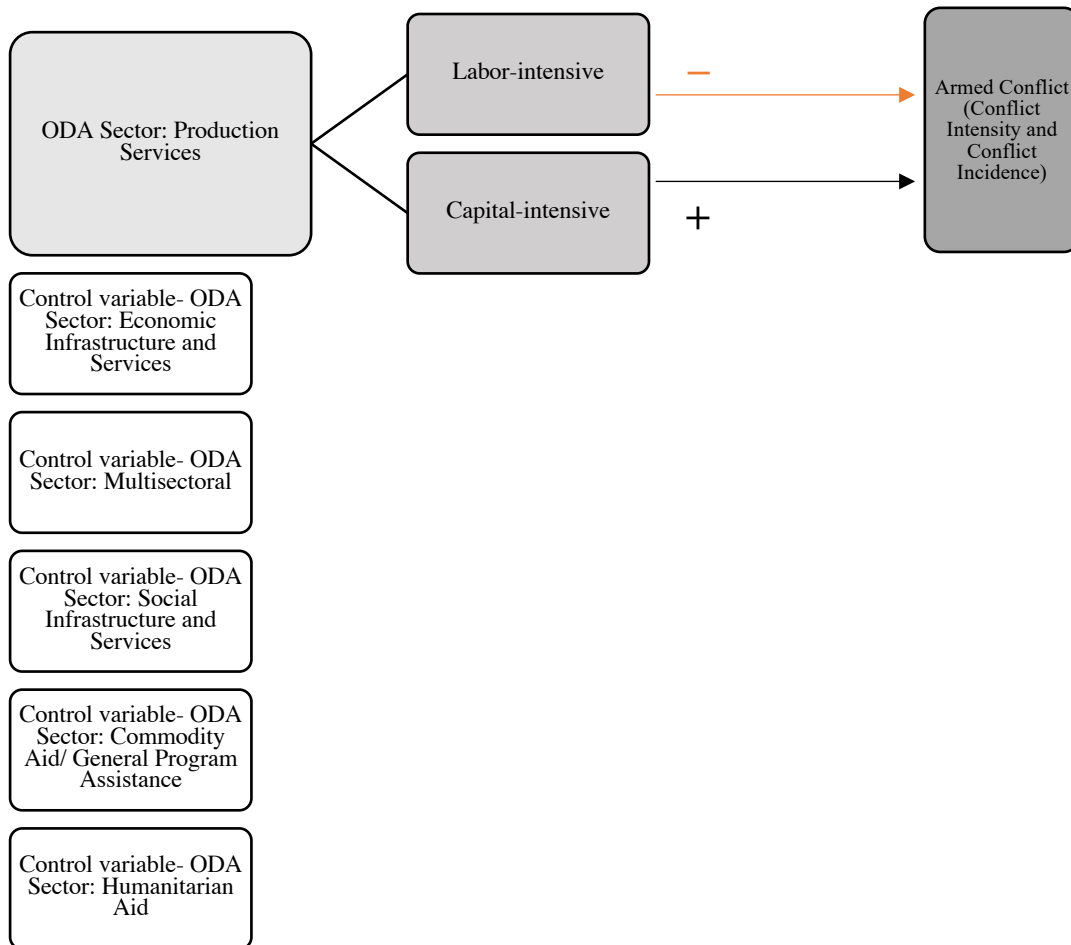 ODA Sector: Production
Services
Labor-intensive
−
Capital-intensive
+
Armed Conflict
(Conflict
Intensity and
Conflict
Incidence)
Control variable- ODA
Sector: Economic
Infrastructure and
Services
Control variable- ODA
Sector: Multisectoral
Control variable- ODA
Sector: Social
Infrastructure and
Services
Control variable- ODA
Sector: Commodity
Aid/ General Program
Assistance
Control variable- ODA
Sector: Humanitarian
Aid